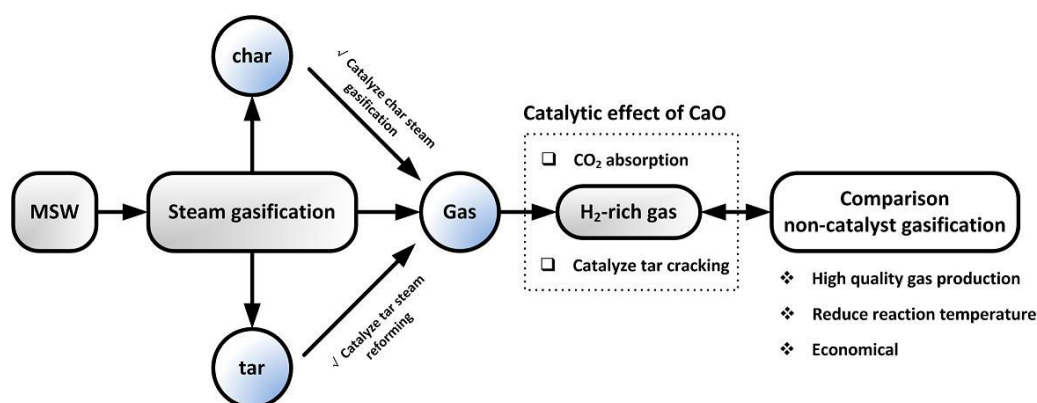 char
√ Catalyze char steam
gasification
Catalytic effect of CaO
❑ CO₂ absorption
MSW
Steam gasification
Gas
H₂-rich gas
Comparison
non-catalyst gasification
❑ Catalyze tar cracking
❖ High quality gas production
❖ Reduce reaction temperature
❖ Economical
√ Catalyze tar steam
reforming
tar